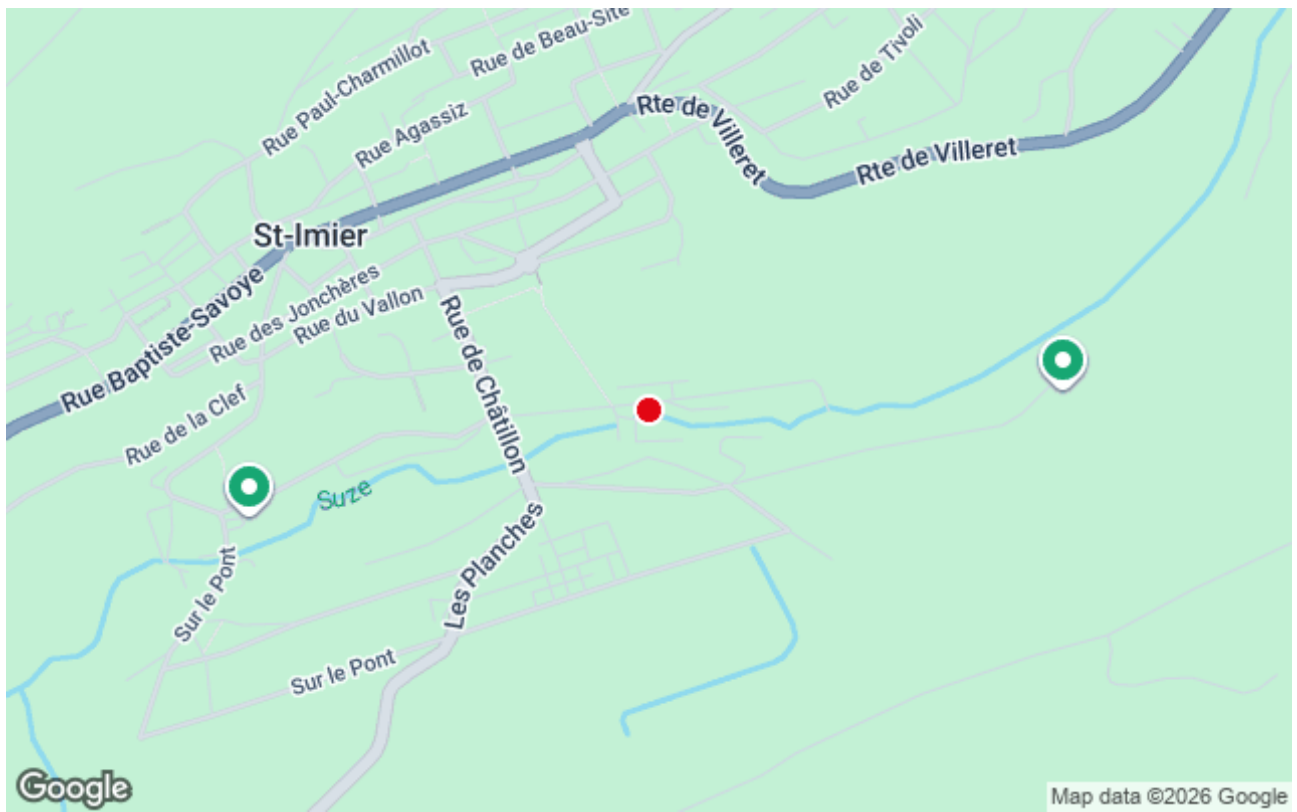 Rue de Beau-Site
Rue Paul-Charmillot
Rue de Tivoli
Rue Agassiz
Rte de Villeret
Rte de Villeret
St-Imier
Rue des Jonchères
Rue du Vallon
Rue Baptiste-Savoye
Rue de la Clef
Rue de Châtillon
Suze
Les Planches
Sur le Pont
Sur le Pont
Google
Map data ©2026 Google